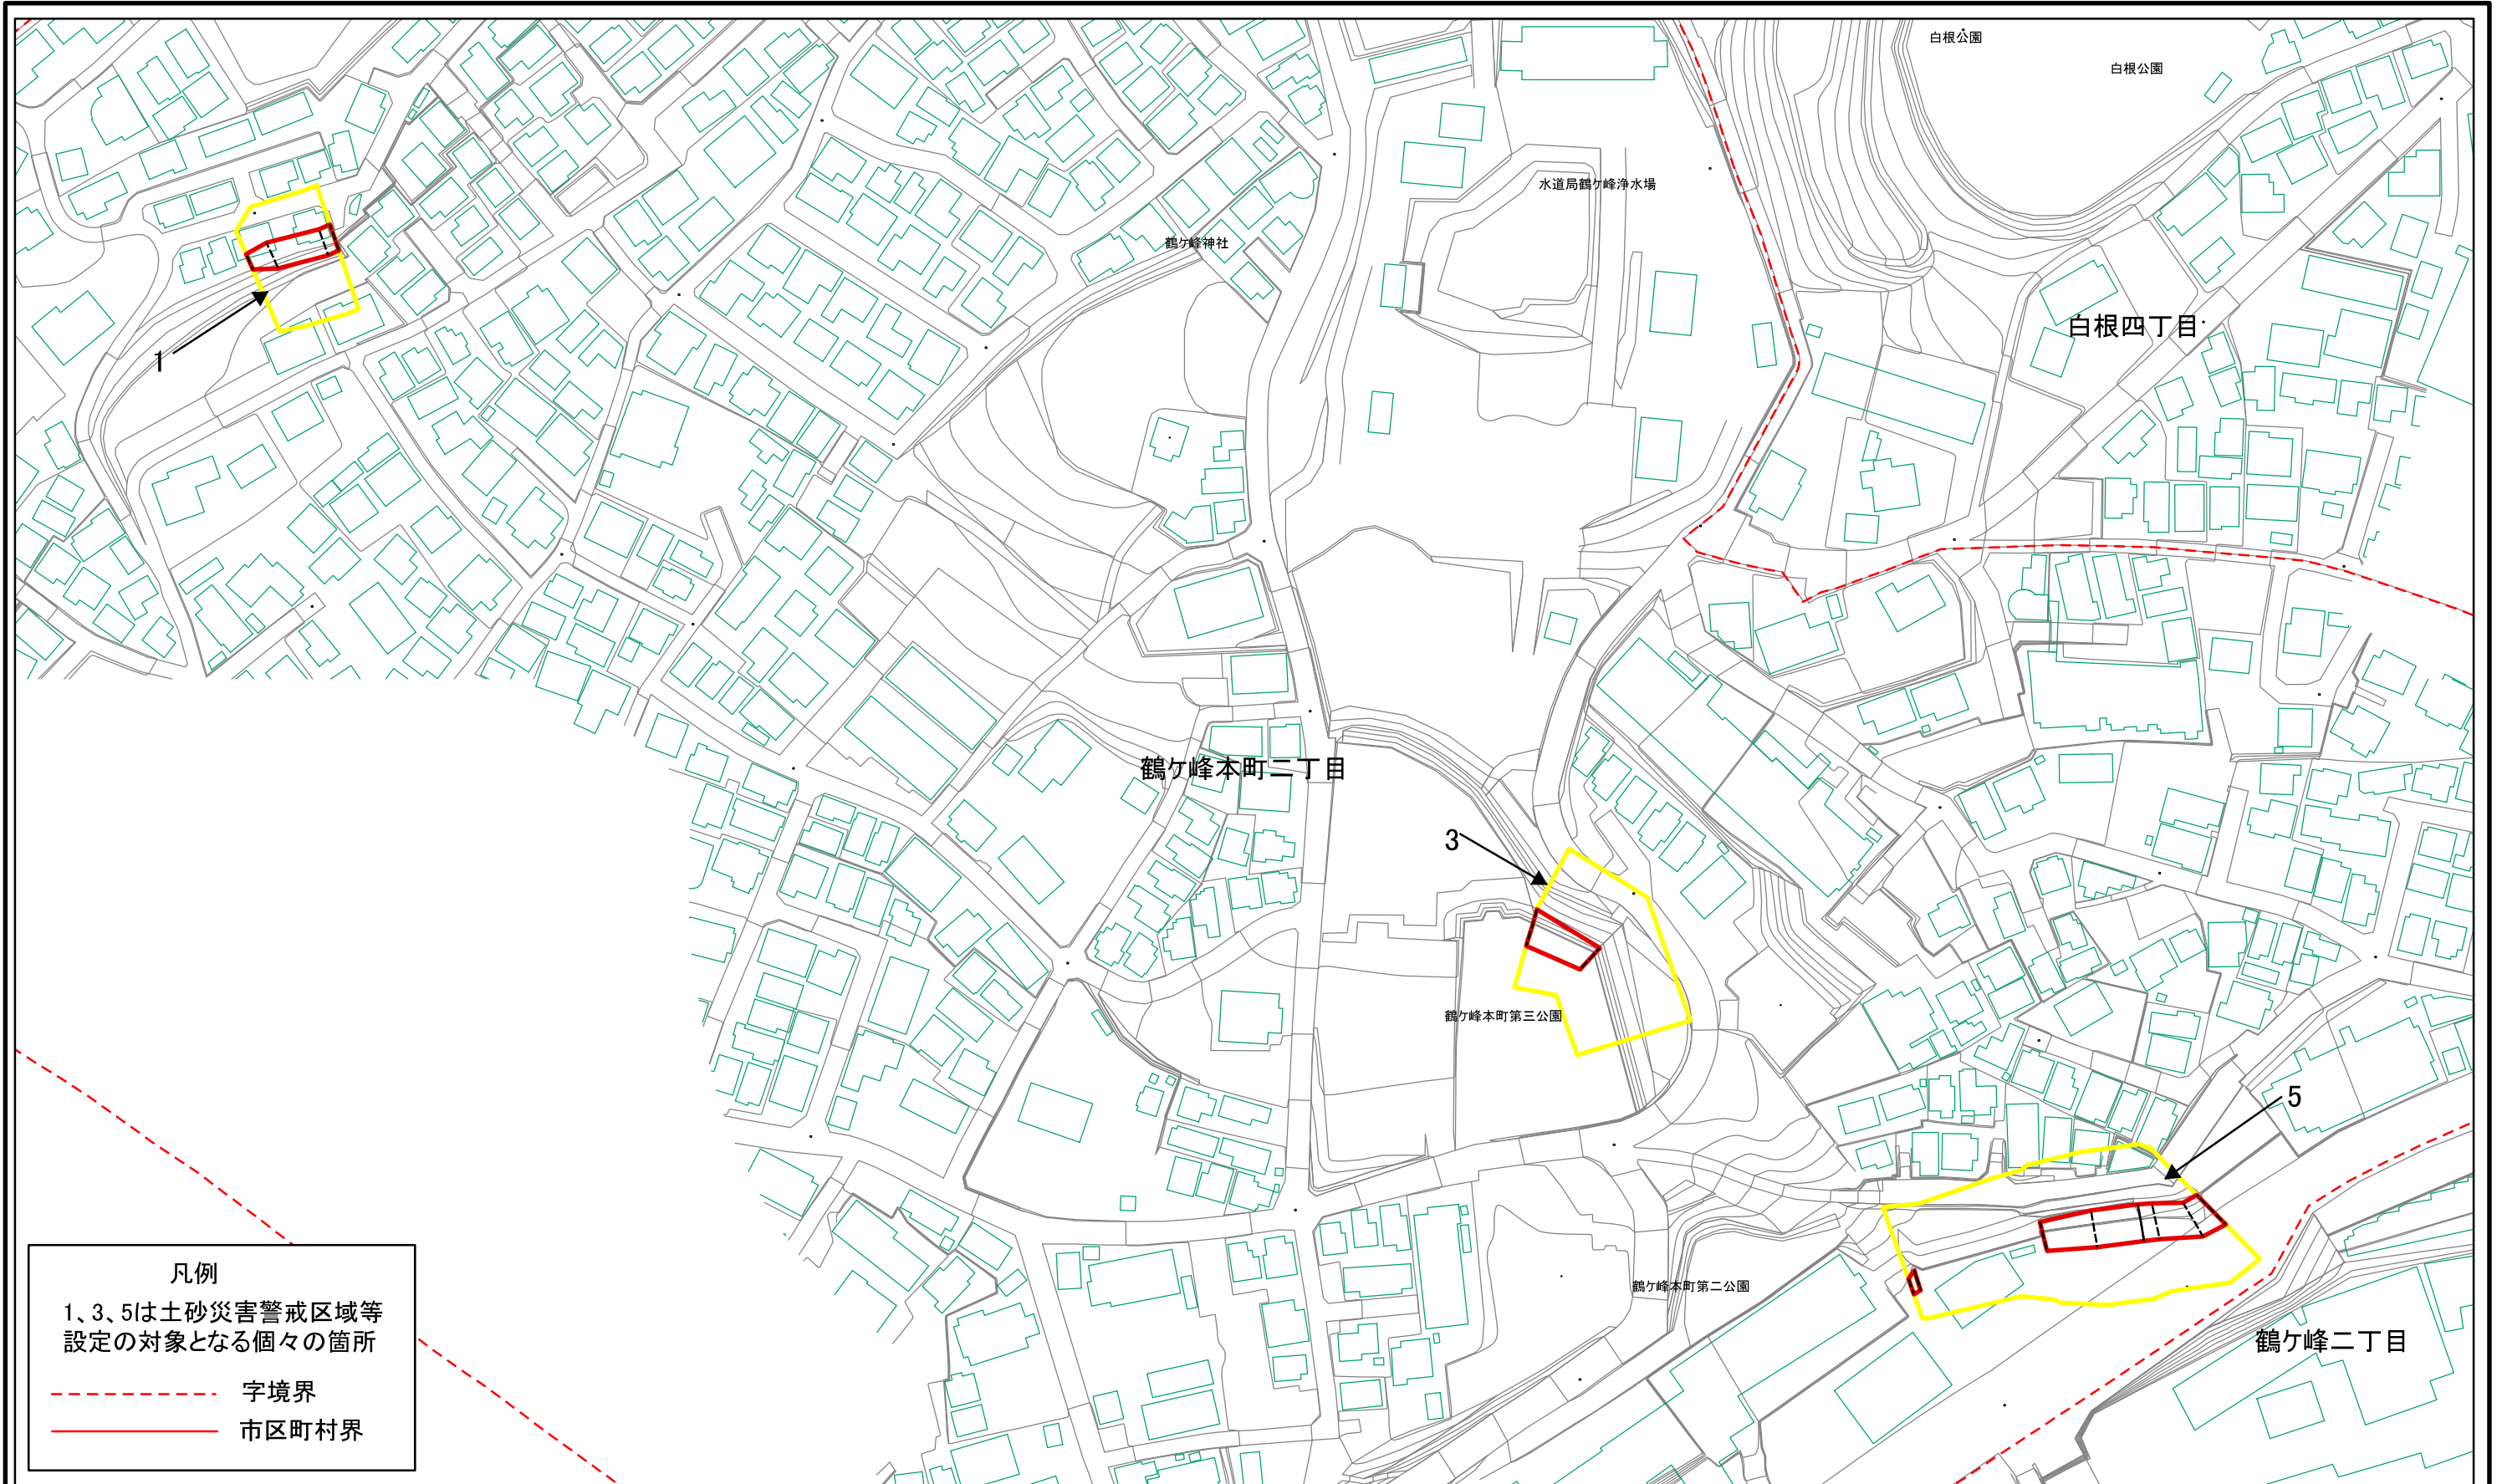 白根公園
白根公園
水道局鶴ケ峰浄水場
鶴ケ峰神社
白根四丁目
1
鶴ケ峰本町二丁目
3
鶴ケ峰本町第三公園
5
鶴ケ峰本町第二公園
鶴ケ峰二丁目
凡例
1、3、5は土砂災害警戒区域等
設定の対象となる個々の箇所
字境界
市区町村界